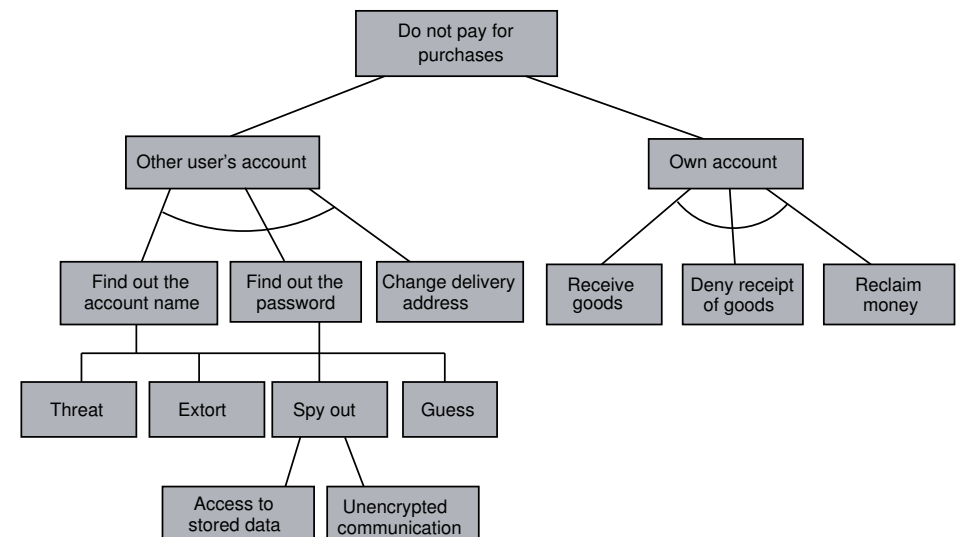 Do not pay for
purchases
Other user's account
Own account
Find out the
account name
Find out the
password
Change delivery
address
Receive
goods
Deny receipt
of goods
Reclaim
money
Threat
Extort
Spy out
Guess
Access to
stored data
Unencrypted
communication